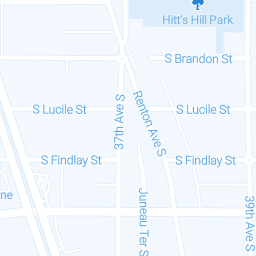 Hitt's Hill Park
S Brandon St
S Lucile St
S Lucile St
37th Ave S
Renton Ave S
S Findlay St
S Findlay St
Juneau Ter S
39th Ave S
ne